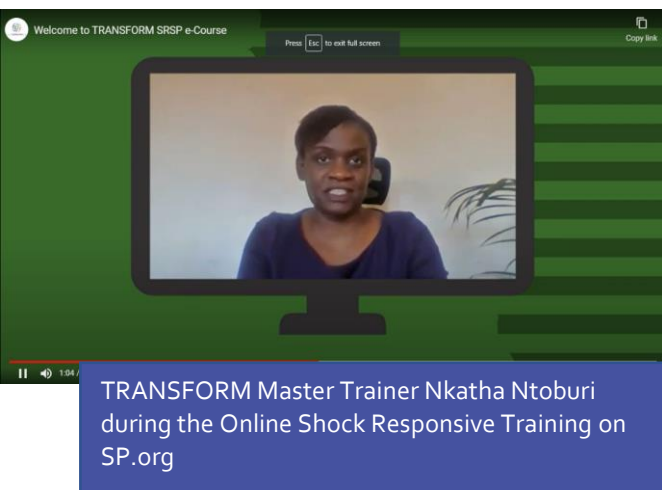 Welcome to TRANSFORM SRSP e-Course
Press Esc to exit full screen
Copy link
1:04 /
TRANSFORM Master Trainer Nkatha Ntoburi
during the Online Shock Responsive Training on
SP.org